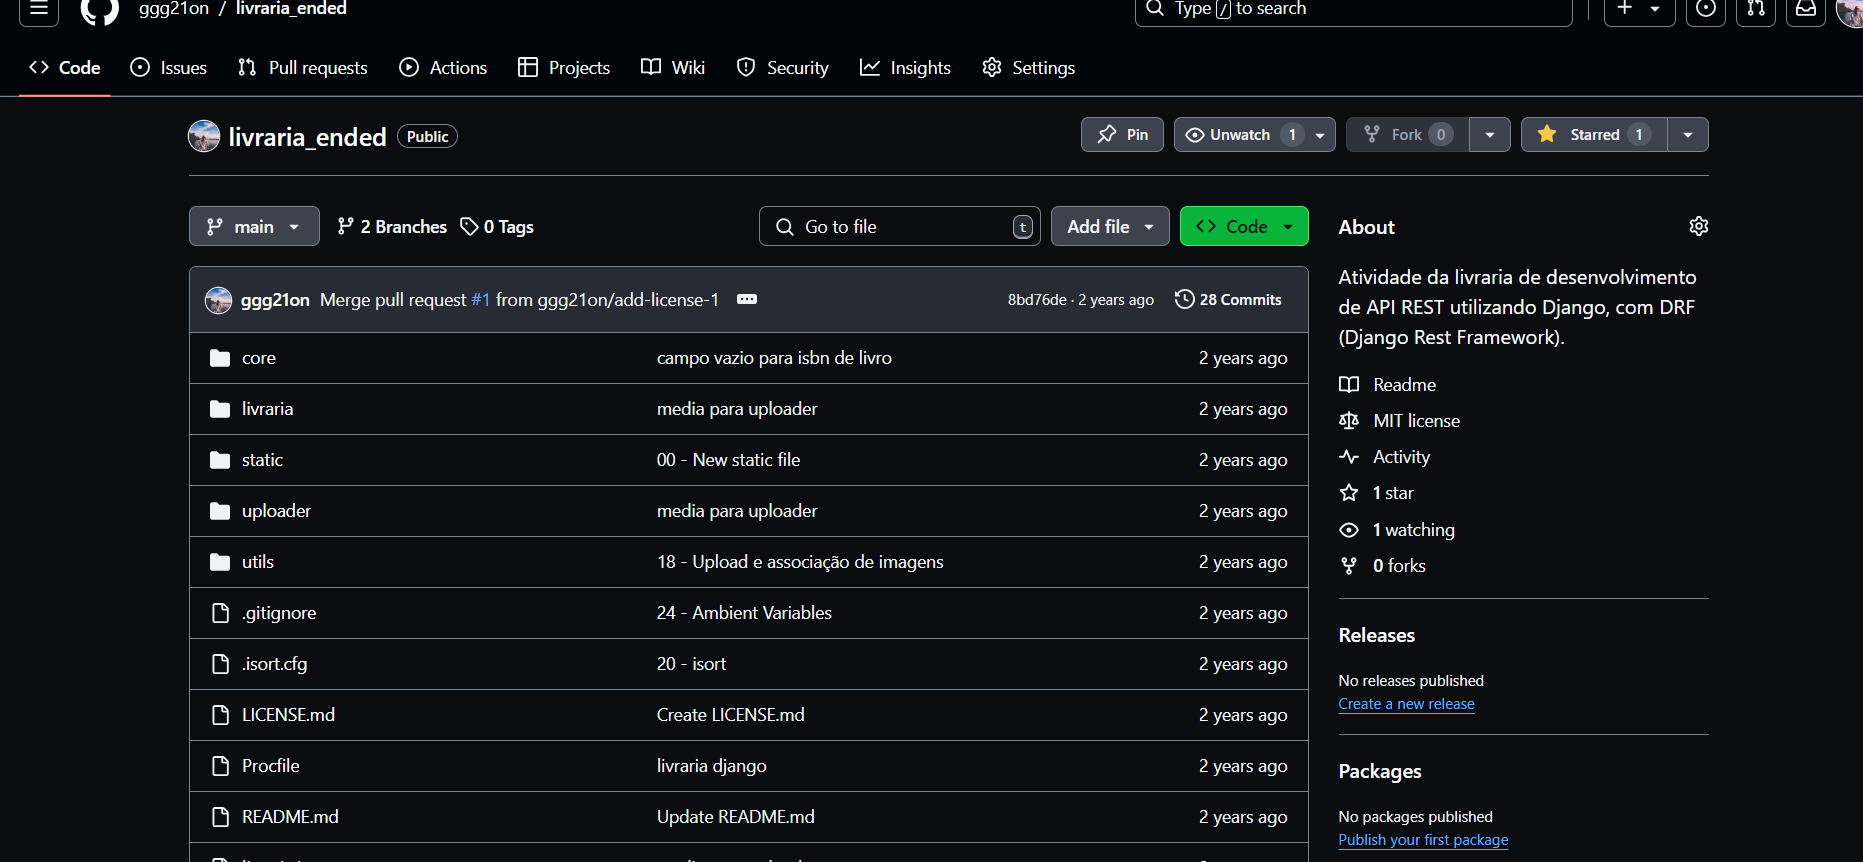 ggg21on / livraria_ended
Type / to search
Code Issues Pull requests Actions Projects Wiki Security Insights Settings
livraria_ended Public
Pin Unwatch 1 Fork 0 Starred 1
main 2 Branches 0 Tags Go to file t Add file Code
ggg21on Merge pull request #1 from ggg21on/add-license-1 8bd76de · 2 years ago 28 Commits
core campo vazio para isbn de livro 2 years ago
livraria media para uploader 2 years ago
static 00 - New static file 2 years ago
uploader media para uploader 2 years ago
utils 18 - Upload e associação de imagens 2 years ago
.gitignore 24 - Ambient Variables 2 years ago
.isort.cfg 20 - isort 2 years ago
LICENSE.md Create LICENSE.md 2 years ago
Procfile livraria django 2 years ago
README.md Update README.md 2 years ago
About
Atividade da livraria de desenvolvimento
de API REST utilizando Django, com DRF
(Django Rest Framework).
Readme
MIT license
Activity
1 star
1 watching
0 forks
Releases
No releases published
Create a new release
Packages
No packages published
Publish your first package